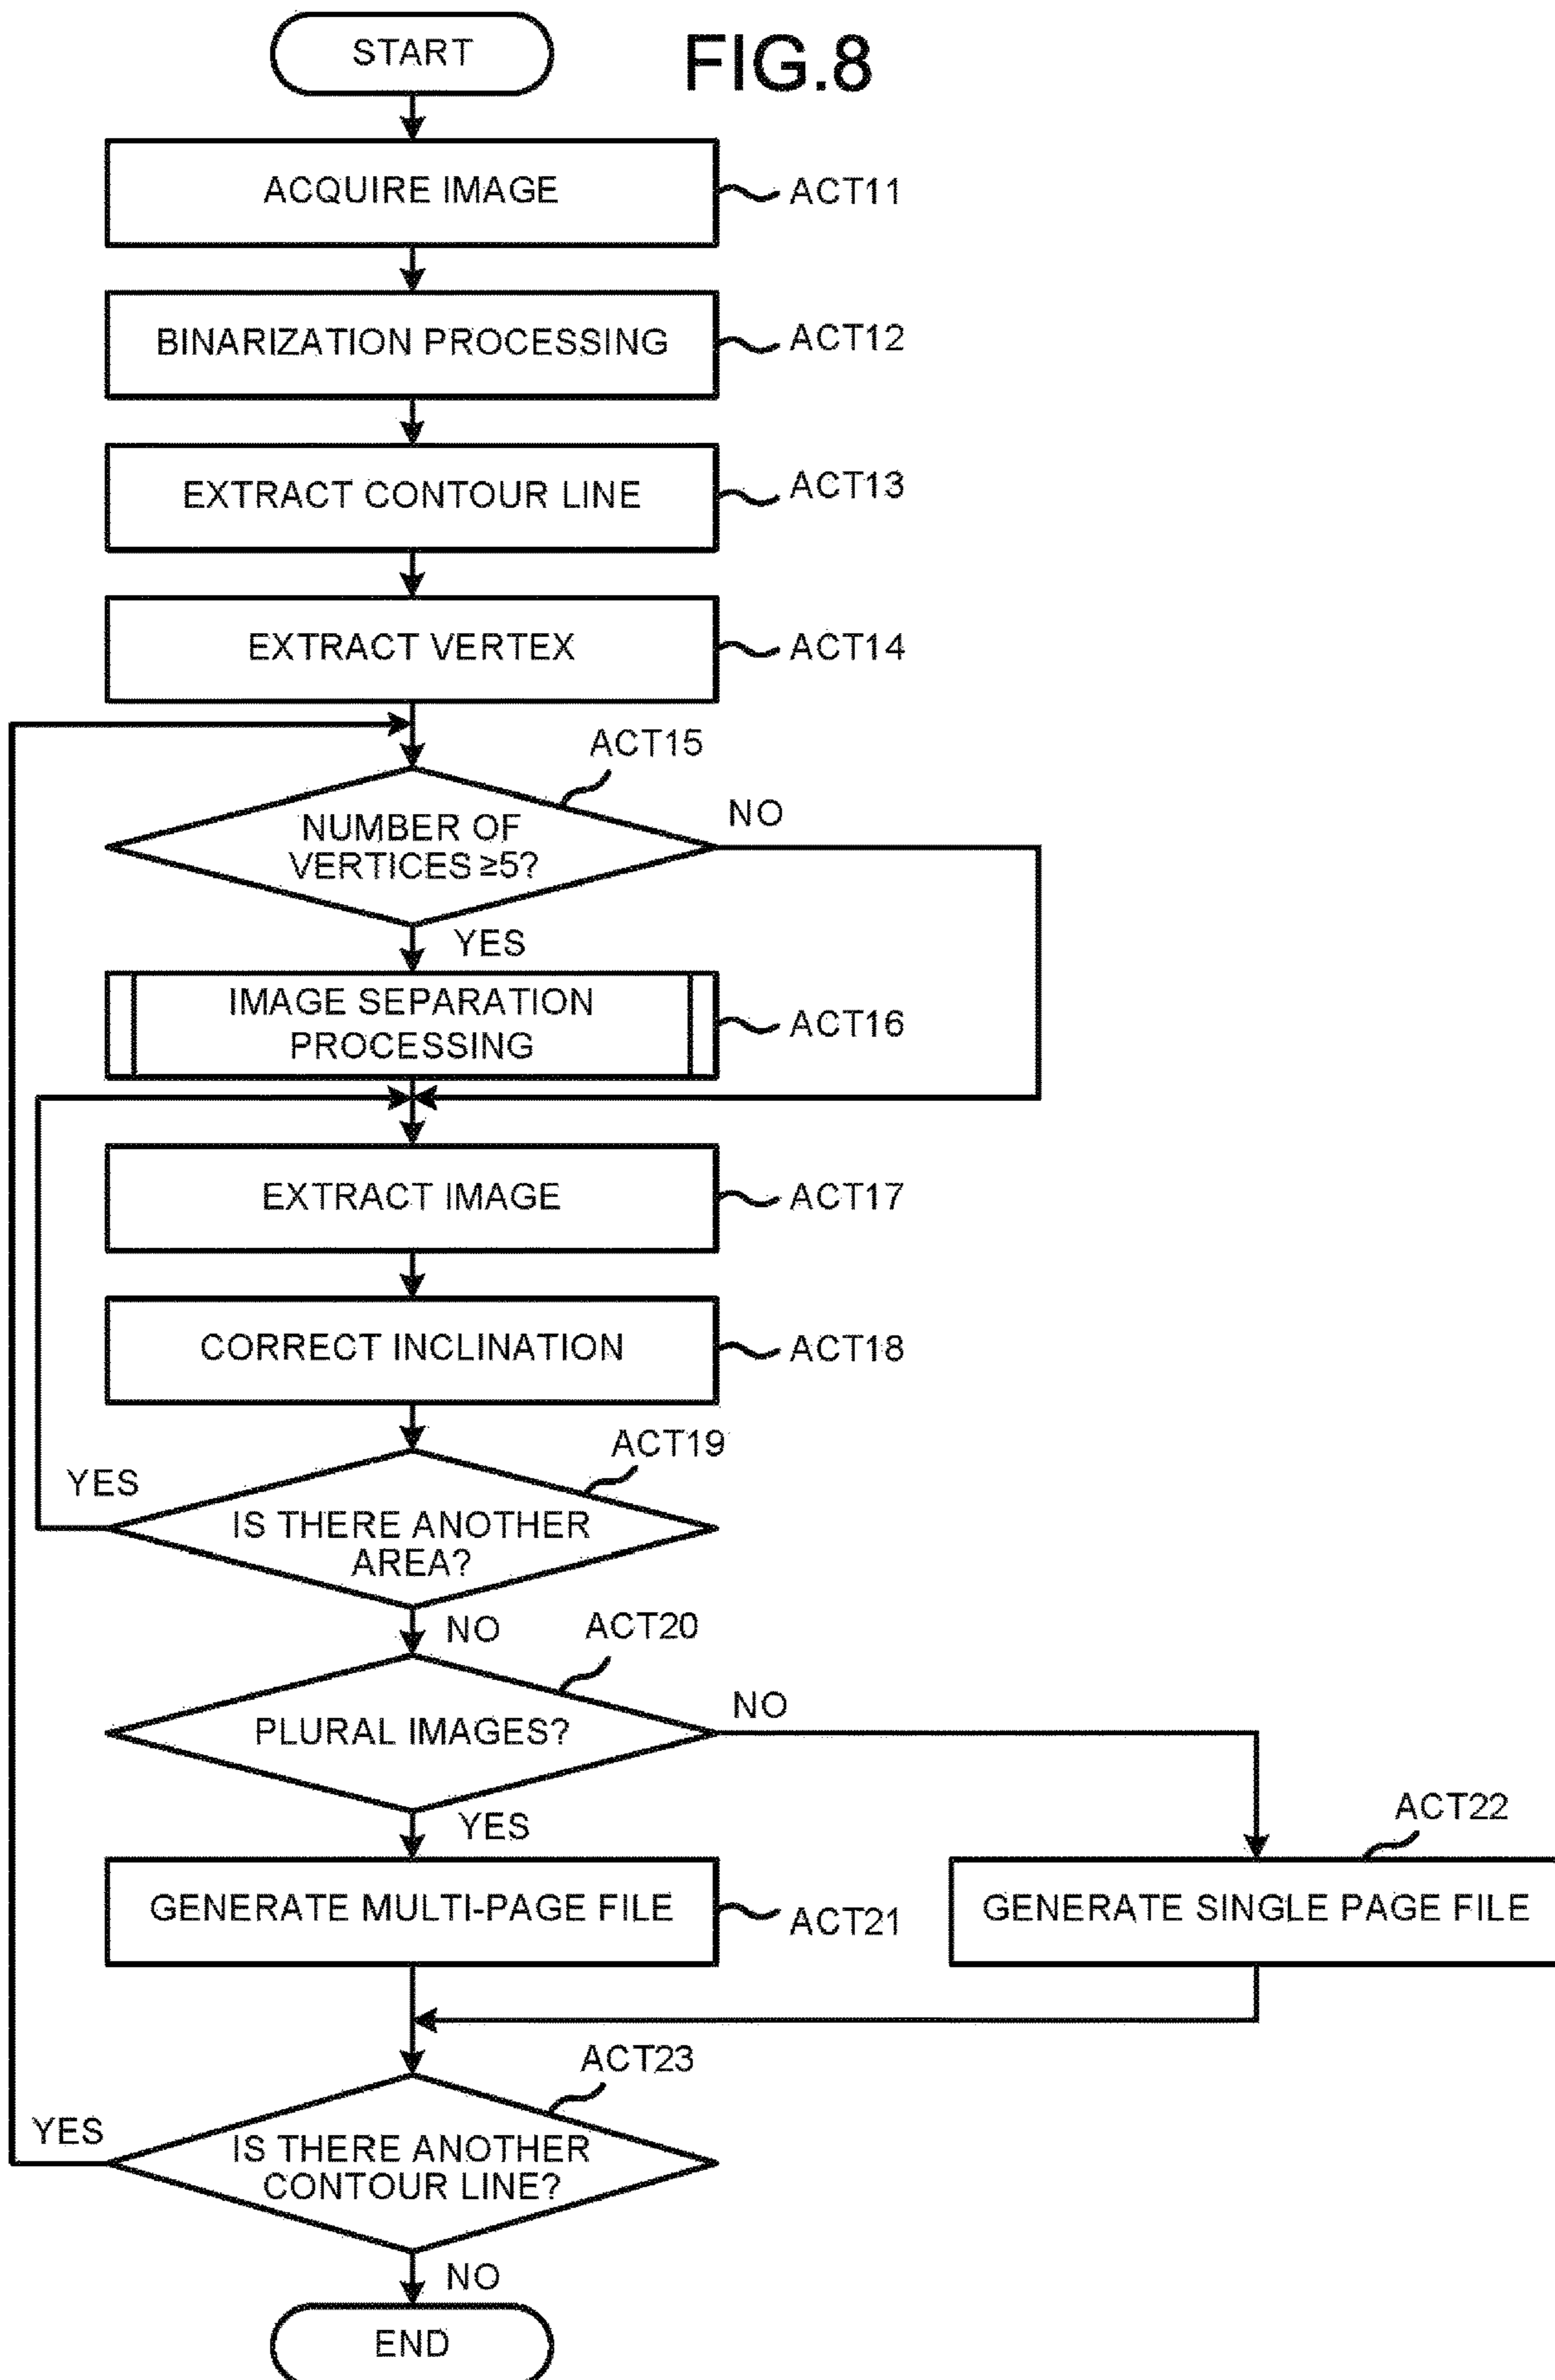 START
FIG.8
ACQUIRE IMAGE
ACT11
BINARIZATION PROCESSING
ACT12
EXTRACT CONTOUR LINE
ACT13
EXTRACT VERTEX
ACT14
ACT15
NUMBER OF
VERTICES ≥5?
NO
YES
IMAGE SEPARATION
PROCESSING
ACT16
EXTRACT IMAGE
ACT17
CORRECT INCLINATION
ACT18
ACT19
YES
IS THERE ANOTHER
AREA?
NO
ACT20
PLURAL IMAGES?
NO
YES
ACT22
GENERATE MULTI-PAGE FILE
ACT21
GENERATE SINGLE PAGE FILE
ACT23
YES
IS THERE ANOTHER
CONTOUR LINE?
NO
END